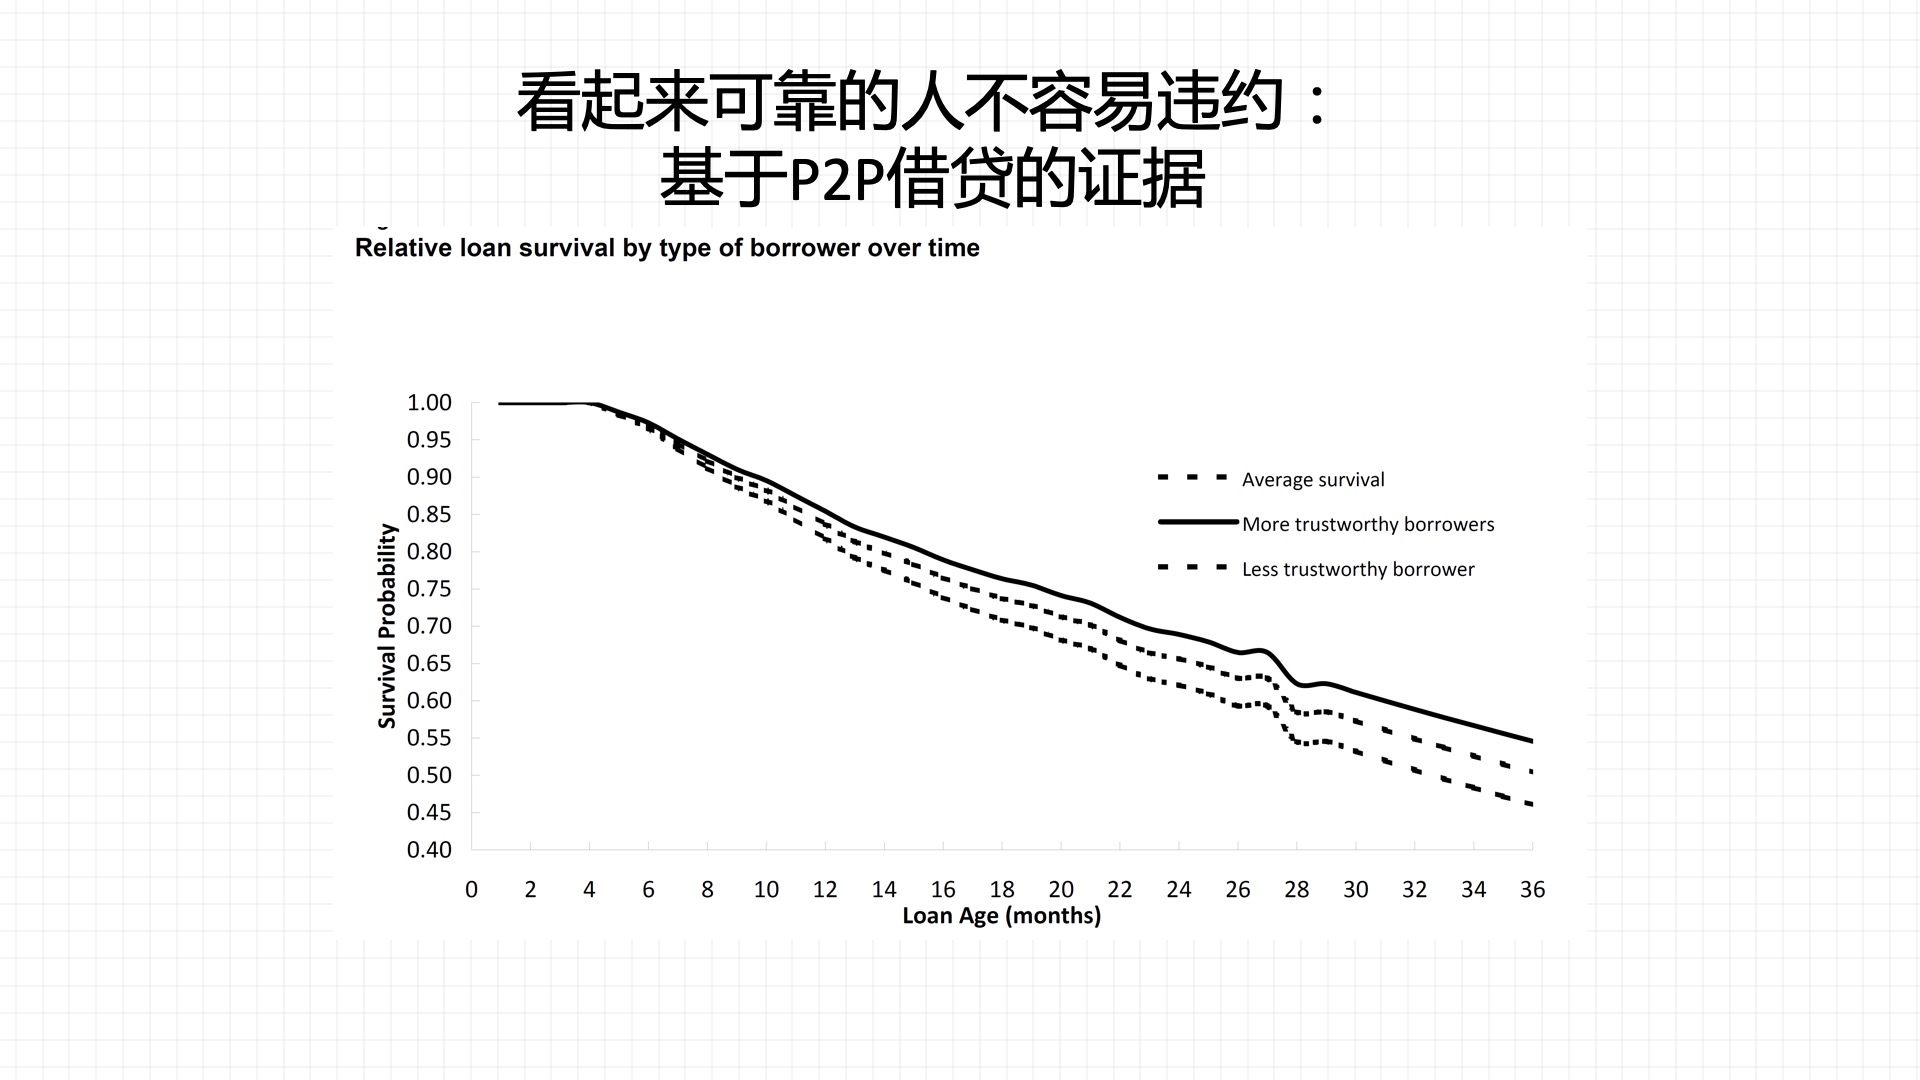 看起来可靠的人不容易违约：
基于P2P借贷的证据
Relative loan survival by type of borrower over time
1.00
0.95
0.90
0.85
0.80
0.75
0.70
0.65
0.60
0.55
0.50
0.45
0.40
Survival Probability
Average survival
More trustworthy borrowers
Less trustworthy borrower
0 2 4 6 8 10 12 14 16 18 20 22 24 26 28 30 32 34 36
Loan Age (months)